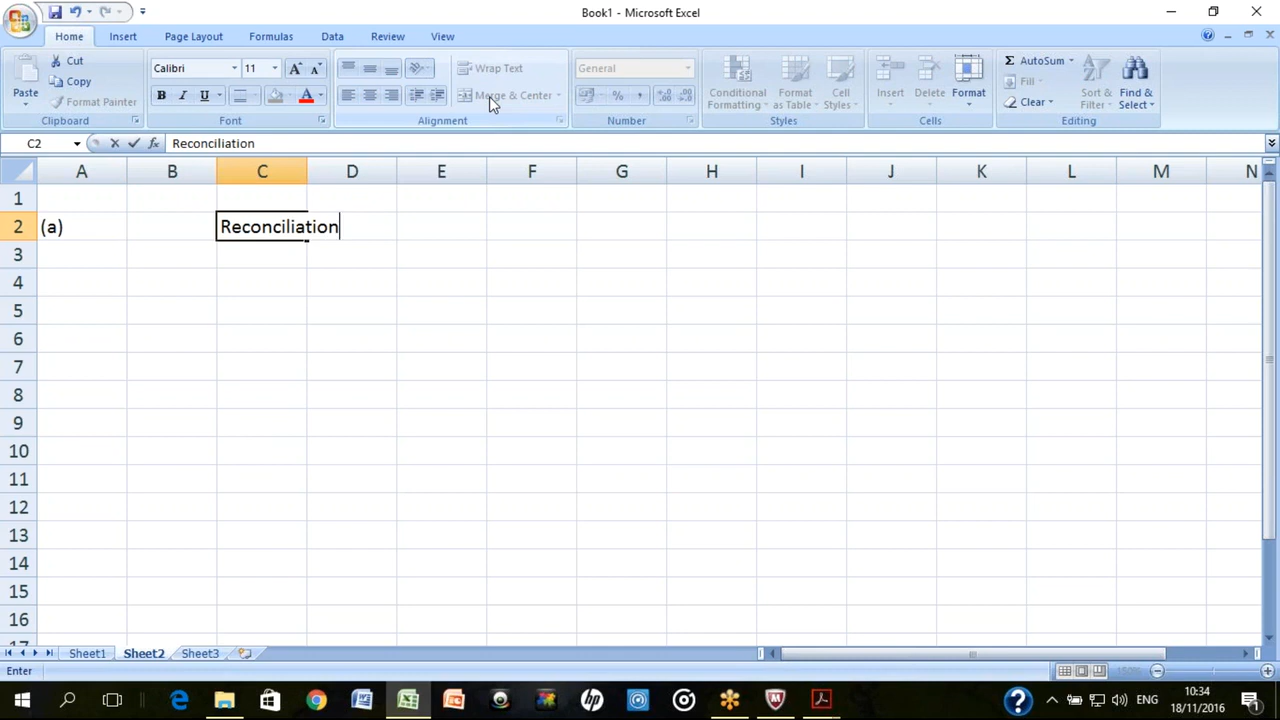 Book1 - Microsoft Excel
Home Insert Page Layout Formulas Data Review View
Paste Cut Copy Format Painter Clipboard
Calibri 11 B I U A A A Font
Wrap Text Merge & Center Alignment
General % , Number
Conditional Formatting Format as Table Cell Styles Styles
Insert Delete Format Cells
Σ AutoSum Fill Clear Sort & Filter Find & Select Editing
C2 fx Reconciliation
A B C D E F G H I J K L M N
1
2 (a) Reconciliation
3
4
5
6
7
8
9
10
11
12
13
14
15
16
17
Sheet1 Sheet2 Sheet3
Enter 150%
ENG 10:34
18/11/2016